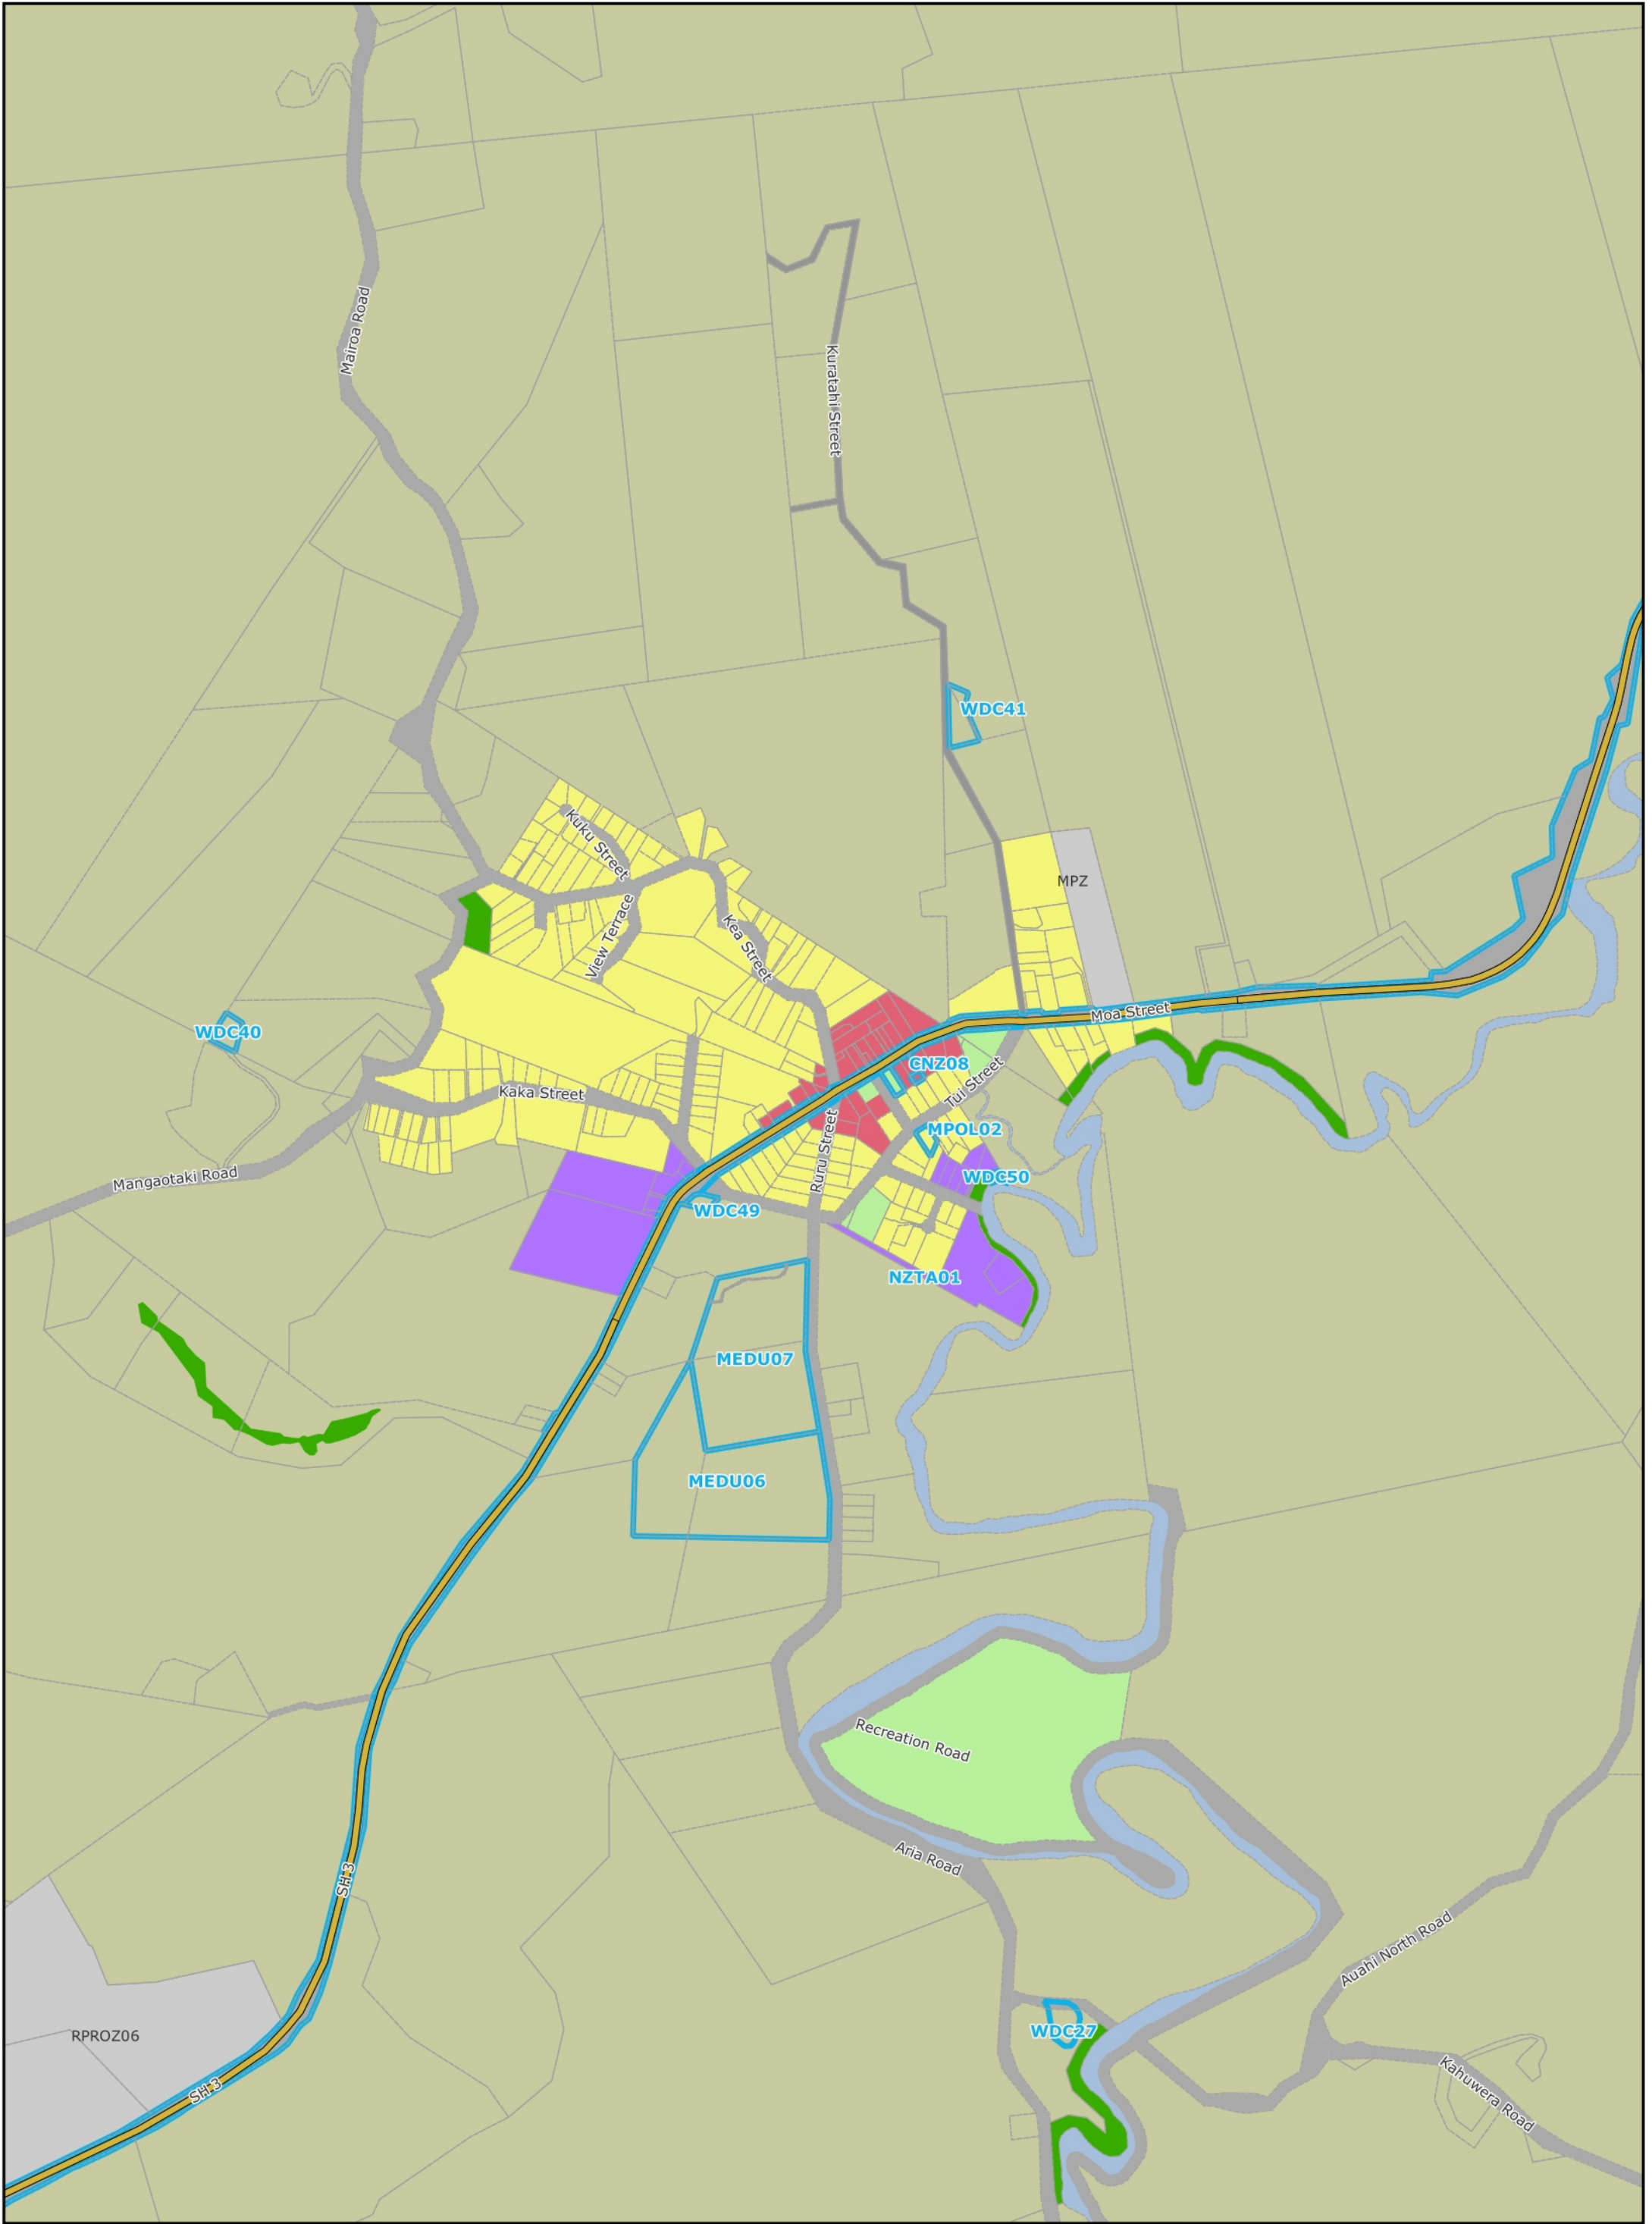 Mairoa Road
Kuratahi Street
WDC41
Kuku Street
MPZ
View Terrace
Kea Street
Moa Street
WDC40
CNZ08
Tui Street
Kaka Street
MPOL02
Ruru Street
Mangaotaki Road
WDC50
WDC49
NZTA01
MEDU07
MEDU06
Recreation Road
Aria Road
SH 3
Auahi North Road
WDC27
RPROZ06
SH 3
Kahuwera Road